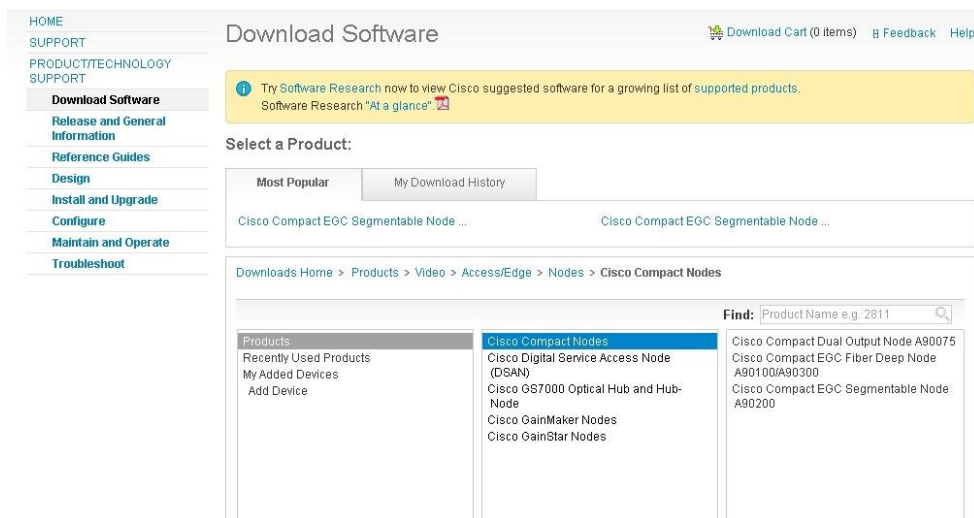 HOME
SUPPORT
PRODUCT/TECHNOLOGY
SUPPORT
Download Software
Release and General
Information
Reference Guides
Design
Install and Upgrade
Configure
Maintain and Operate
Troubleshoot
Download Software
Download Cart (0 items) Feedback Help
Try Software Research now to view Cisco suggested software for a growing list of supported products.
Software Research "At a glance".
Select a Product:
Most Popular My Download History
Cisco Compact EGC Segmentable Node ... Cisco Compact EGC Segmentable Node ...
Downloads Home > Products > Video > Access/Edge > Nodes > Cisco Compact Nodes
Find: Product Name e.g. 2811
Products
Recently Used Products
My Added Devices
Add Device
Cisco Compact Nodes
Cisco Digital Service Access Node
(DSAN)
Cisco GS7000 Optical Hub and Hub-
Node
Cisco GainMaker Nodes
Cisco GainStar Nodes
Cisco Compact Dual Output Node A90075
Cisco Compact EGC Fiber Deep Node
A90100/A90300
Cisco Compact EGC Segmentable Node
A90200